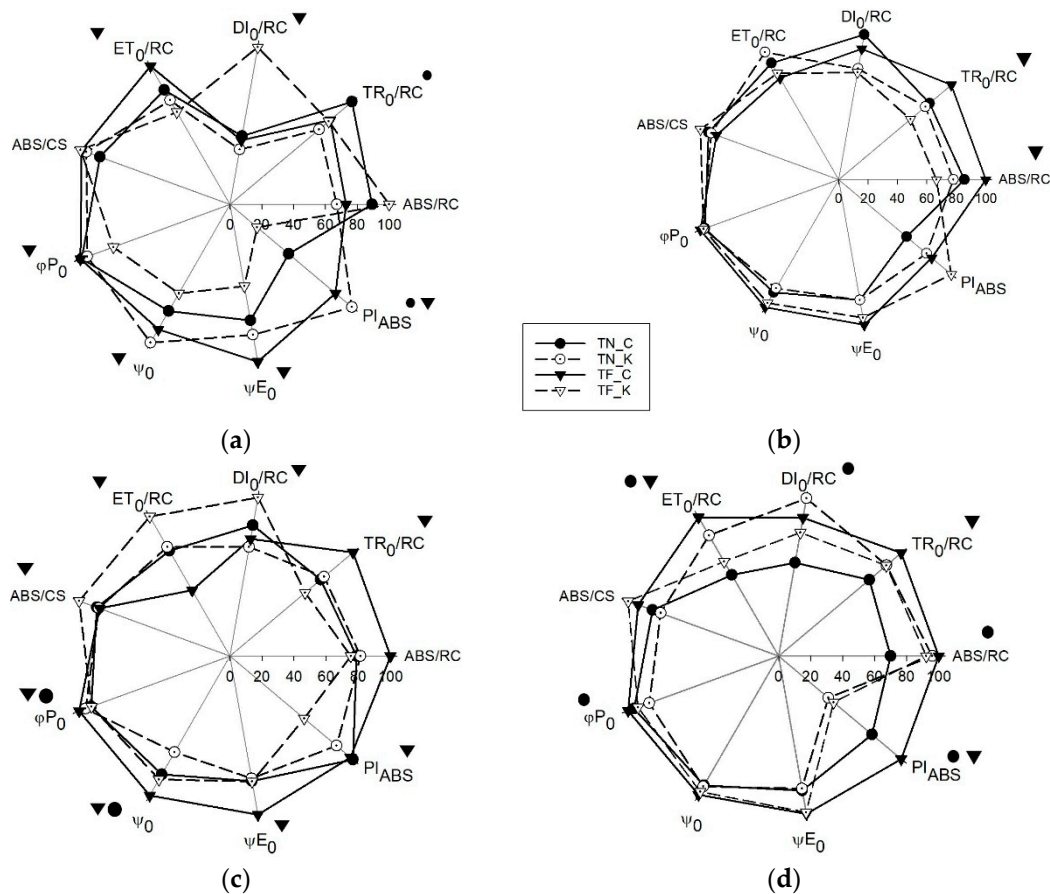 DI0/RC
ET0/RC
TR0/RC
ABS/CS
0 20 40 60 80 100
ABS/RC
φP0
PIABS
ψ0
ψE0
(a)
DI0/RC
ET0/RC
TR0/RC
ABS/CS
0 20 40 60 80 100
ABS/RC
φP0
PIABS
ψ0
ψE0
(b)
TN_C
TN_K
TF_C
TF_K
DI0/RC
ET0/RC
TR0/RC
ABS/CS
0 20 40 60 80 100
ABS/RC
φP0
PIABS
ψ0
ψE0
(c)
DI0/RC
ET0/RC
TR0/RC
ABS/CS
0 20 40 60 80 100
ABS/RC
φP0
PIABS
ψ0
ψE0
(d)